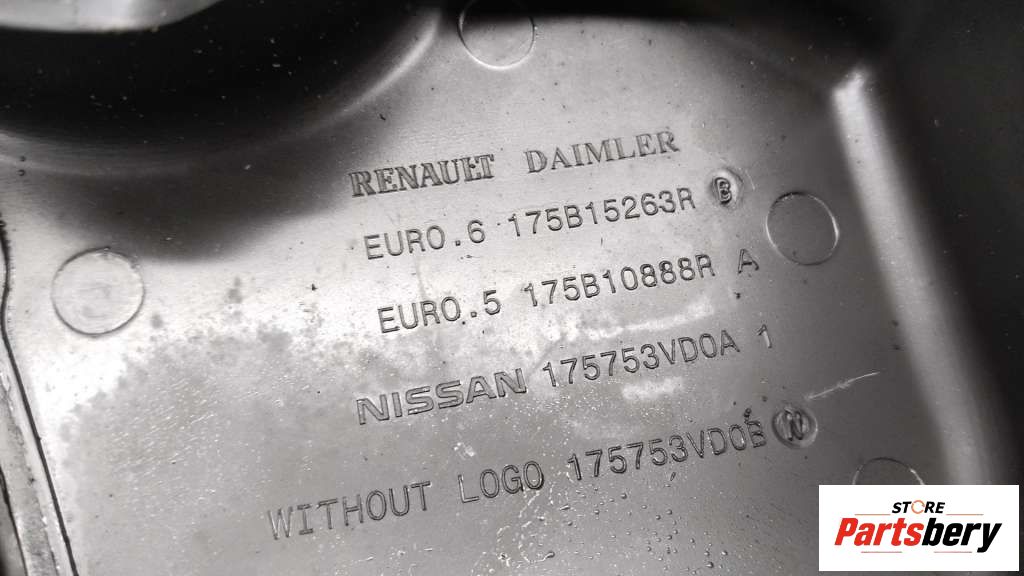 RENAULT DAIMLER
EURO.6 175B15263R B
EURO.5 175B10888R A
NISSAN 175753VD0A 1
WITHOUT LOGO 175753VD0B N
STORE
Partsbery